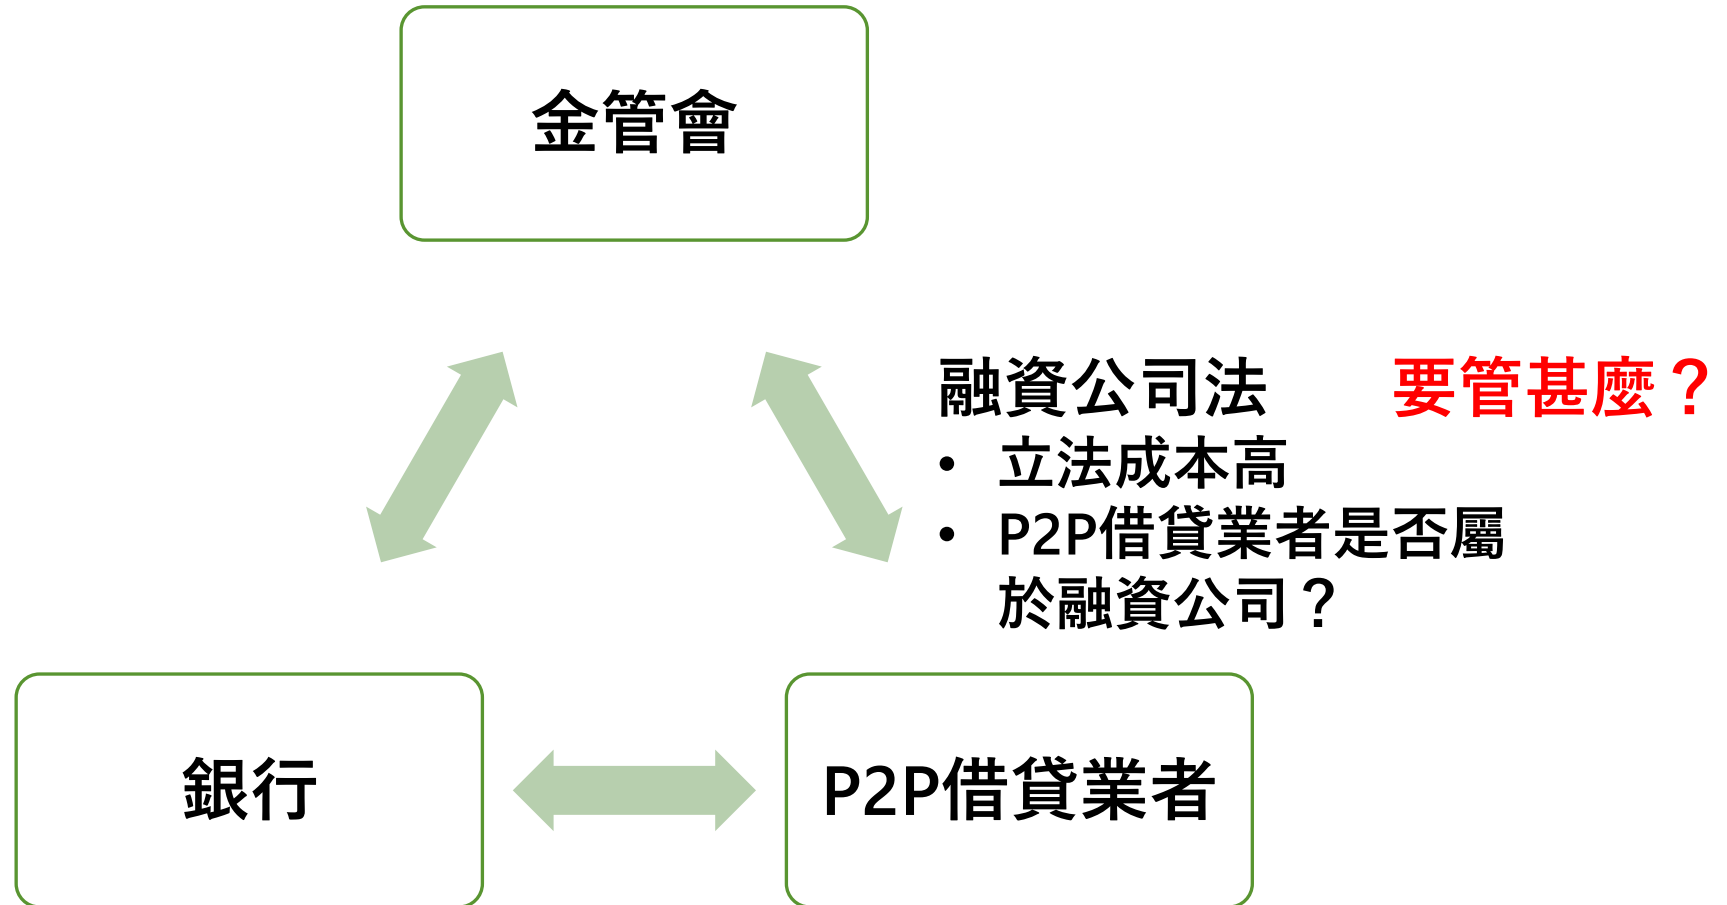 金管會
融資公司法 要管甚麼？
• 立法成本高
• P2P借貸業者是否屬
於融資公司？
銀行
P2P借貸業者